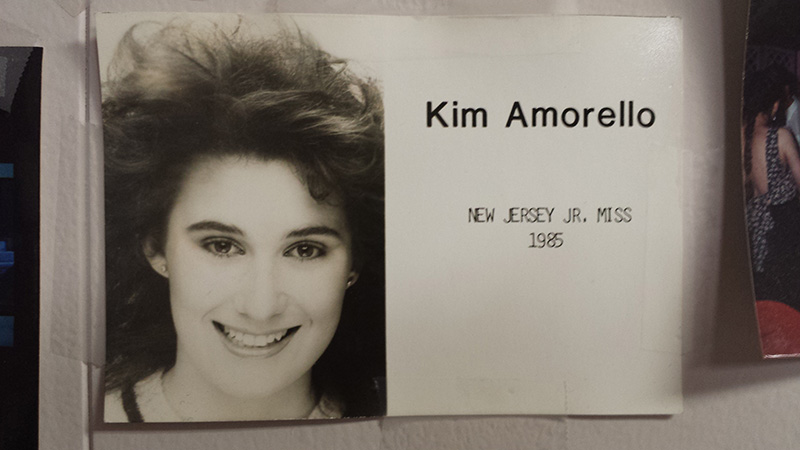 Kim Amorello
NEW JERSEY JR. MISS
1985